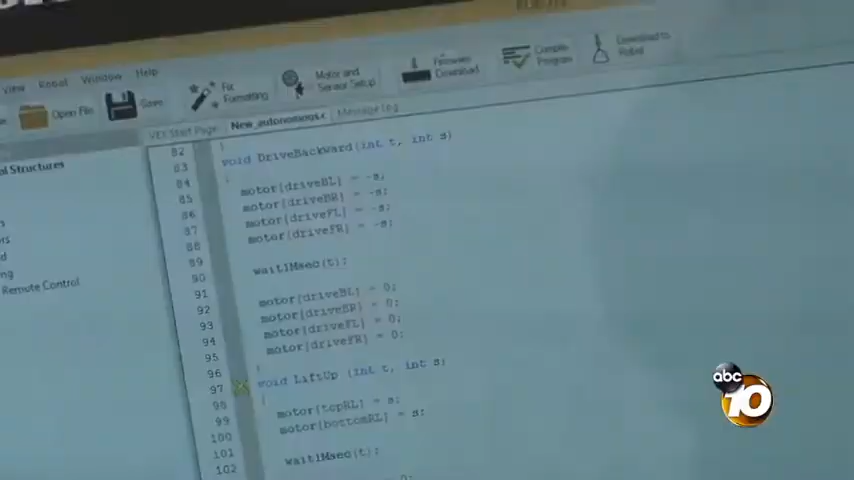 View Robot Window Help
Open File Save Fix Formatting Motor and Sensor Setup Firmware Download Compile Program Download to Robot
VEX Start Page New_autonomous.c Message Log
ol Structures
Remote Control
82 }
83 void DriveBackward(int t, int s)
84 {
85 motor[driveBL] = -s;
86 motor[driveBR] = -s;
87 motor[driveFL] = -s;
88 motor[driveFR] = -s;
89
90 wait1Msec(t);
91
92 motor[driveBL] = 0;
93 motor[driveBR] = 0;
94 motor[driveFL] = 0;
95 motor[driveFR] = 0;
96 }
97 void LiftUp (int t, int s)
98 {
99 motor[topRL] = s;
100 motor[bottomRL] = s;
101
102 wait1Msec(t);
abc
10